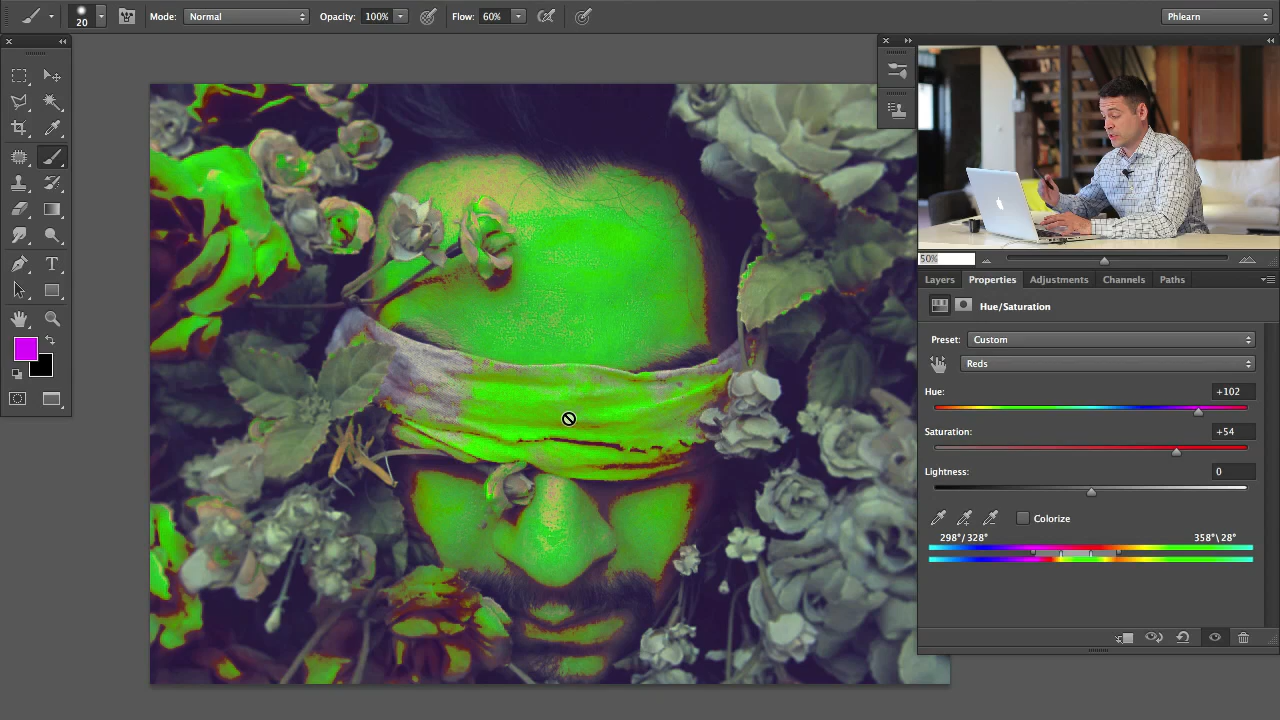 20 Mode: Normal Opacity: 100% Flow: 60% Phlearn
50%
Layers Properties Adjustments Channels Paths
Hue/Saturation
Preset: Custom
Reds
Hue: +102
Saturation: +54
Lightness: 0
Colorize
298°/328° 358°\28°
T